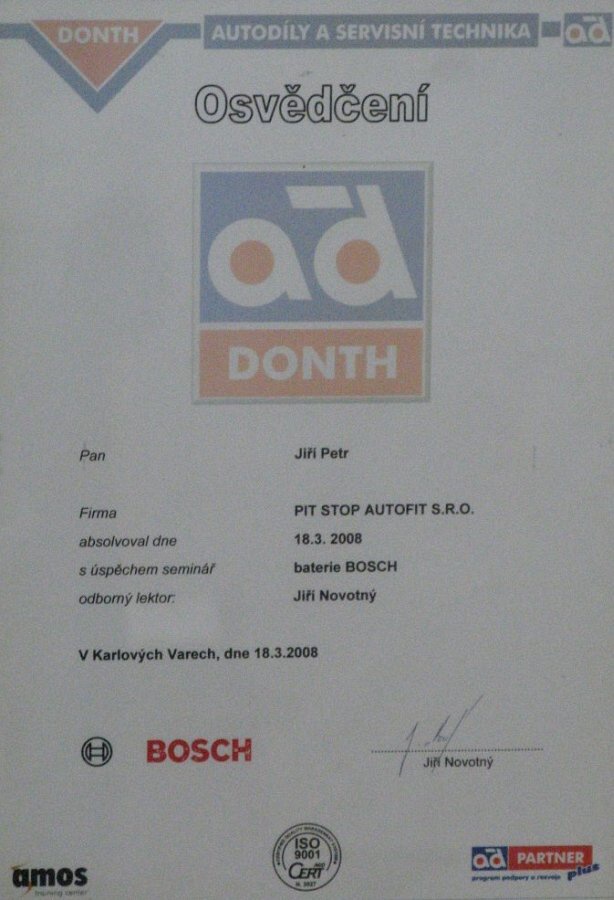 DONTH
AUTODÍLY A SERVISNÍ TECHNIKA
ad
Osvědčení
ad
DONTH
Pan Jiří Petr
Firma PIT STOP AUTOFIT S.R.O.
absolvoval dne 18.3. 2008
s úspěchem seminář baterie BOSCH
odborný lektor: Jiří Novotný
V Karlových Varech, dne 18.3.2008
BOSCH
Jiří Novotný
amos
training center
ISO
9001
CERT
ad PARTNER
plus
program podpory a rozvoje